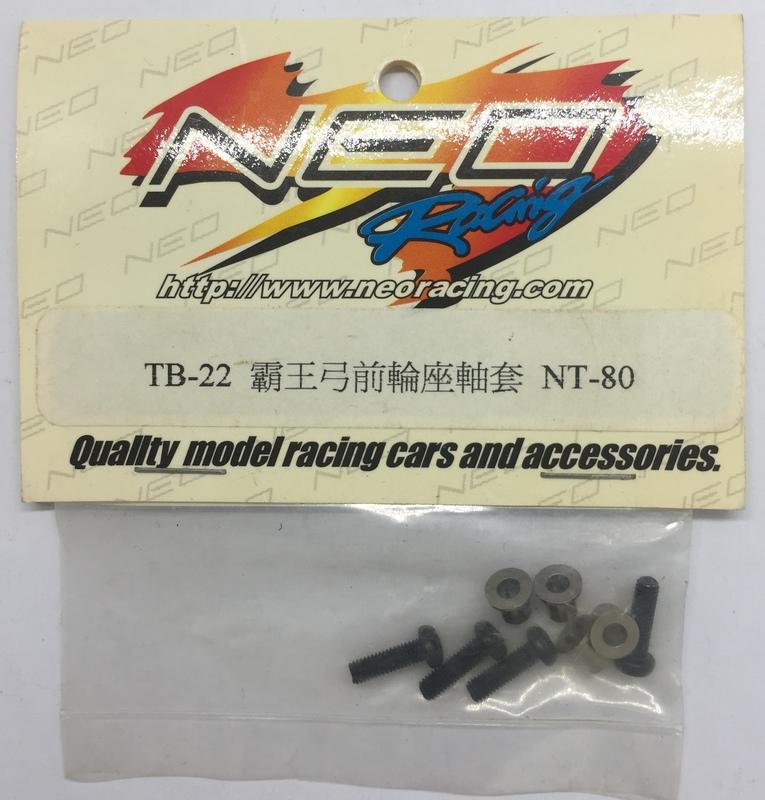 NEO
Racing
http://www.neoracing.com
TB-22 霸王弓前輪座軸套 NT-80
Quality model racing cars and accessories.